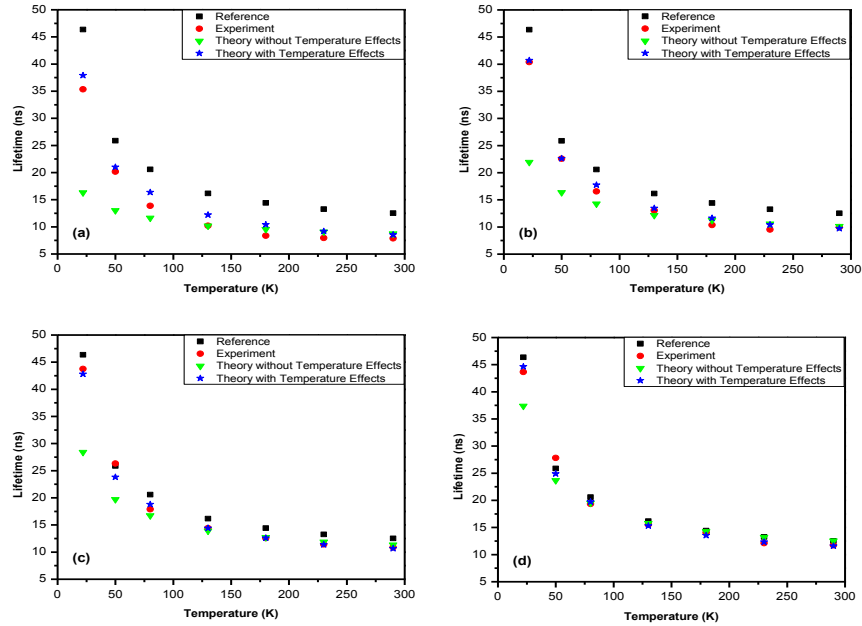 50
45
40
35
30
25
20
15
10
5
Lifetime (ns)
Reference
Experiment
Theory without Temperature Effects
Theory with Temperature Effects
(a)
0 50 100 150 200 250 300
Temperature (K)
50
45
40
35
30
25
20
15
10
5
Lifetime (ns)
Reference
Experiment
Theory without Temperature Effects
Theory with Temperature Effects
(b)
0 50 100 150 200 250 300
Temperature (K)
50
45
40
35
30
25
20
15
10
5
Lifetime (ns)
Reference
Experiment
Theory without Temperature Effects
Theory with Temperature Effects
(c)
0 50 100 150 200 250 300
Temperature (K)
50
45
40
35
30
25
20
15
10
5
Lifetime (ns)
Reference
Experiment
Theory without Temperature Effects
Theory with Temperature Effects
(d)
0 50 100 150 200 250 300
Temperature (K)